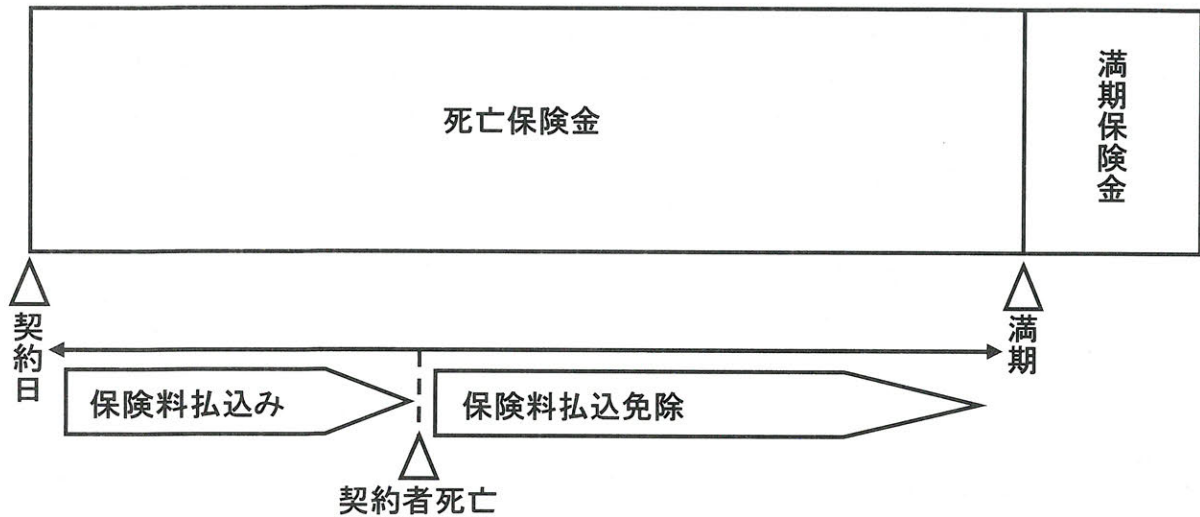 死亡保険金
満期保険金
契約日
満期
保険料払込み
保険料払込免除
契約者死亡